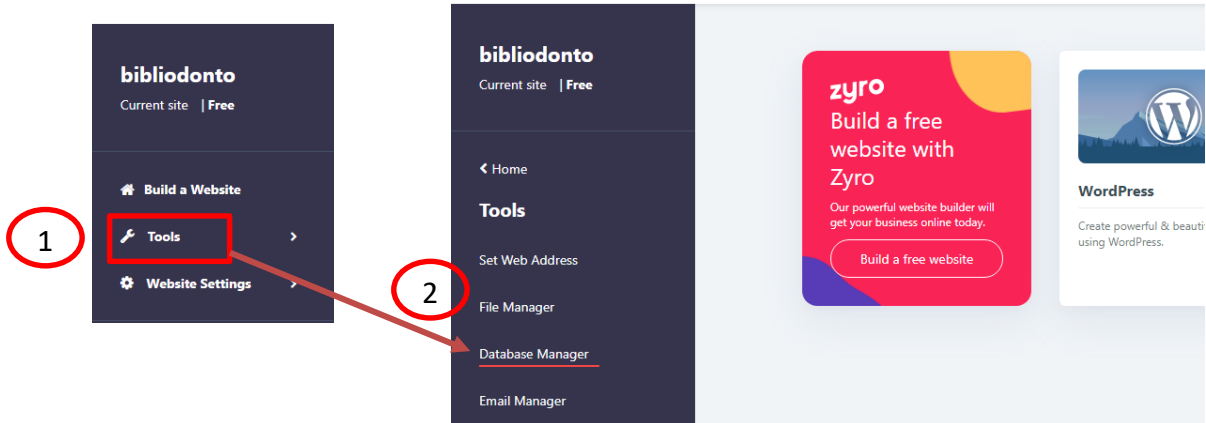 bibliodonto
Current site | Free
Build a Website
1
Tools
Website Settings
bibliodonto
Current site | Free
Home
Tools
Set Web Address
2
File Manager
Database Manager
Email Manager
zyro
Build a free
website with
Zyro
Our powerful website builder will
get your business online today.
Build a free website
WordPress
Create powerful & beauti
using WordPress.